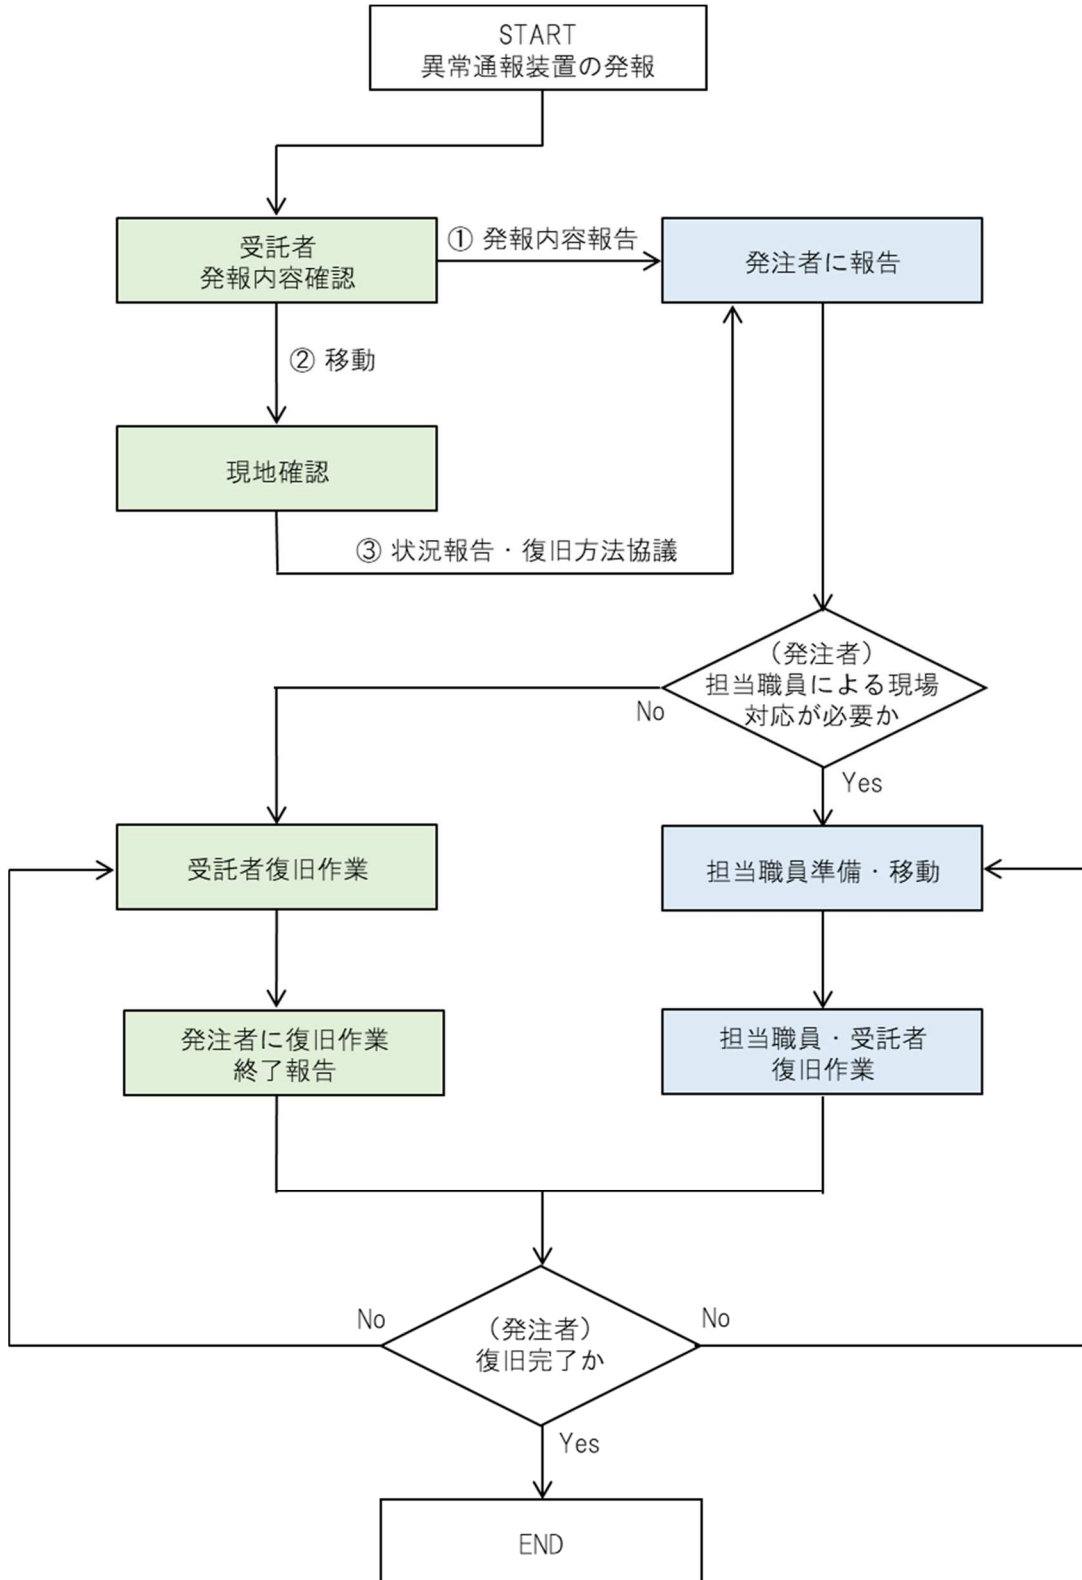 START
異常通報装置の発報
受託者
発報内容確認
① 発報内容報告
発注者に報告
② 移動
現地確認
③ 状況報告・復旧方法協議
（発注者）
担当職員による現場
対応が必要か
No
Yes
受託者復旧作業
担当職員準備・移動
発注者に復旧作業
終了報告
担当職員・受託者
復旧作業
No
（発注者）
復旧完了か
No
Yes
END